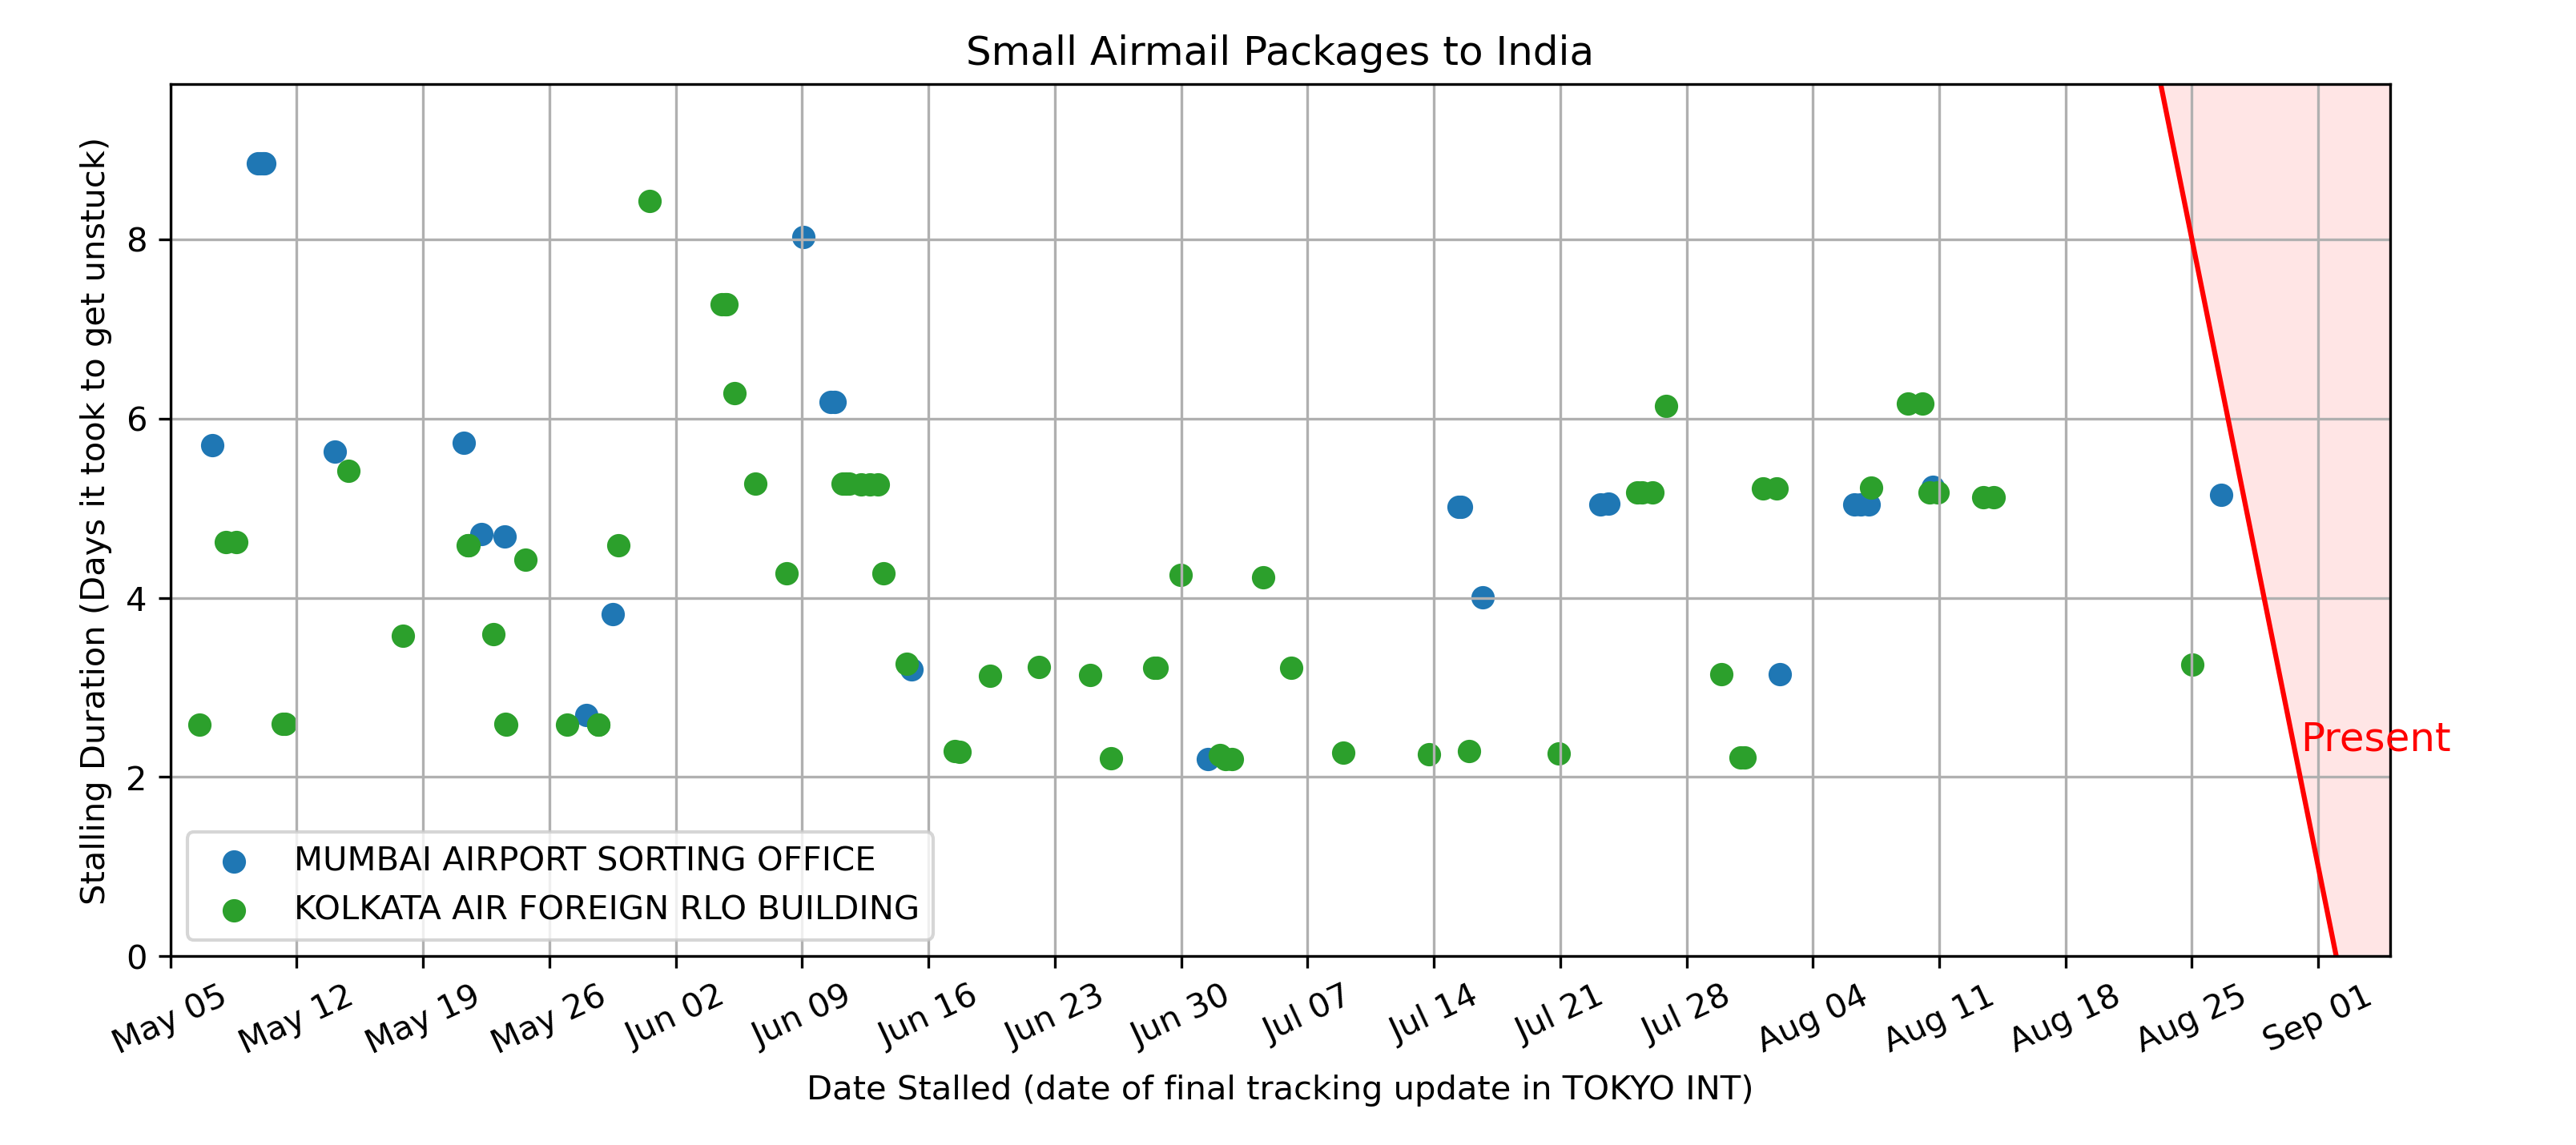 Small Airmail Packages to India
Stalling Duration (Days it took to get unstuck)
8
6
4
2
0
Present
MUMBAI AIRPORT SORTING OFFICE
KOLKATA AIR FOREIGN RLO BUILDING
May 05
May 12
May 19
May 26
Jun 02
Jun 09
Jun 16
Jun 23
Jun 30
Jul 07
Jul 14
Jul 21
Jul 28
Aug 04
Aug 11
Aug 18
Aug 25
Sep 01
Date Stalled (date of final tracking update in TOKYO INT)